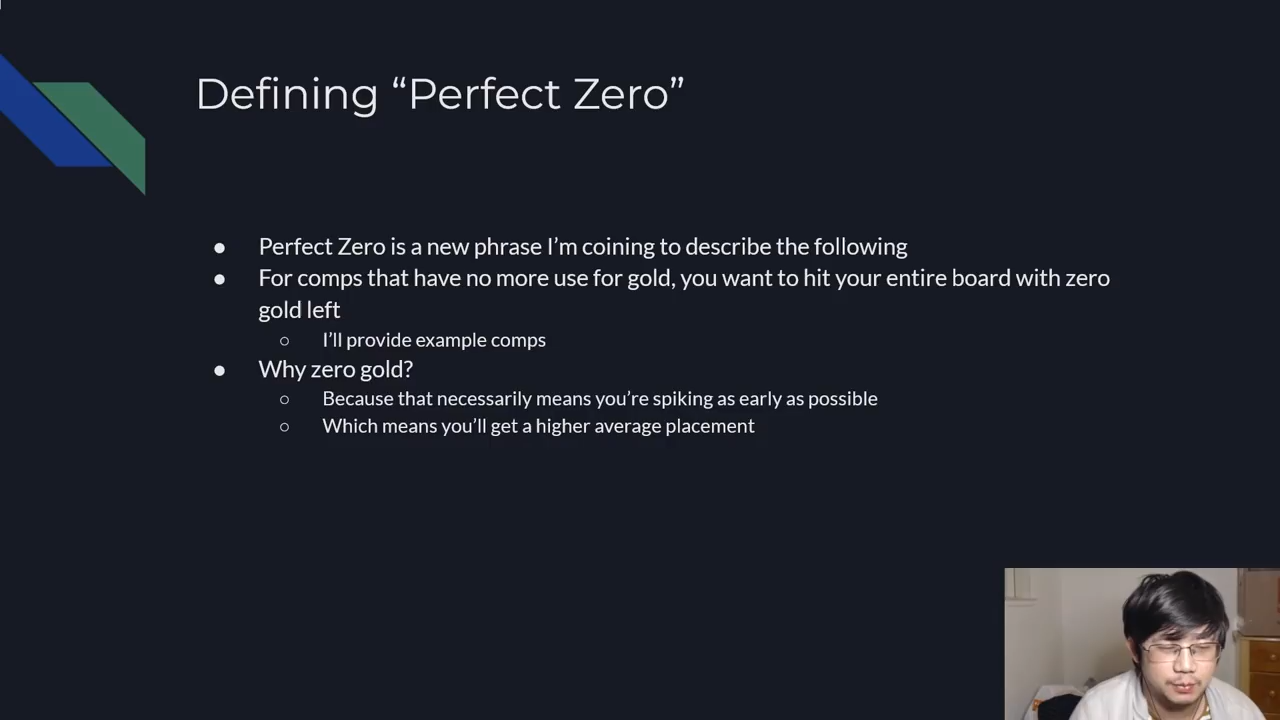 Defining “Perfect Zero”
● Perfect Zero is a new phrase I’m coining to describe the following
● For comps that have no more use for gold, you want to hit your entire board with zero
gold left
○ I’ll provide example comps
● Why zero gold?
○ Because that necessarily means you’re spiking as early as possible
○ Which means you’ll get a higher average placement